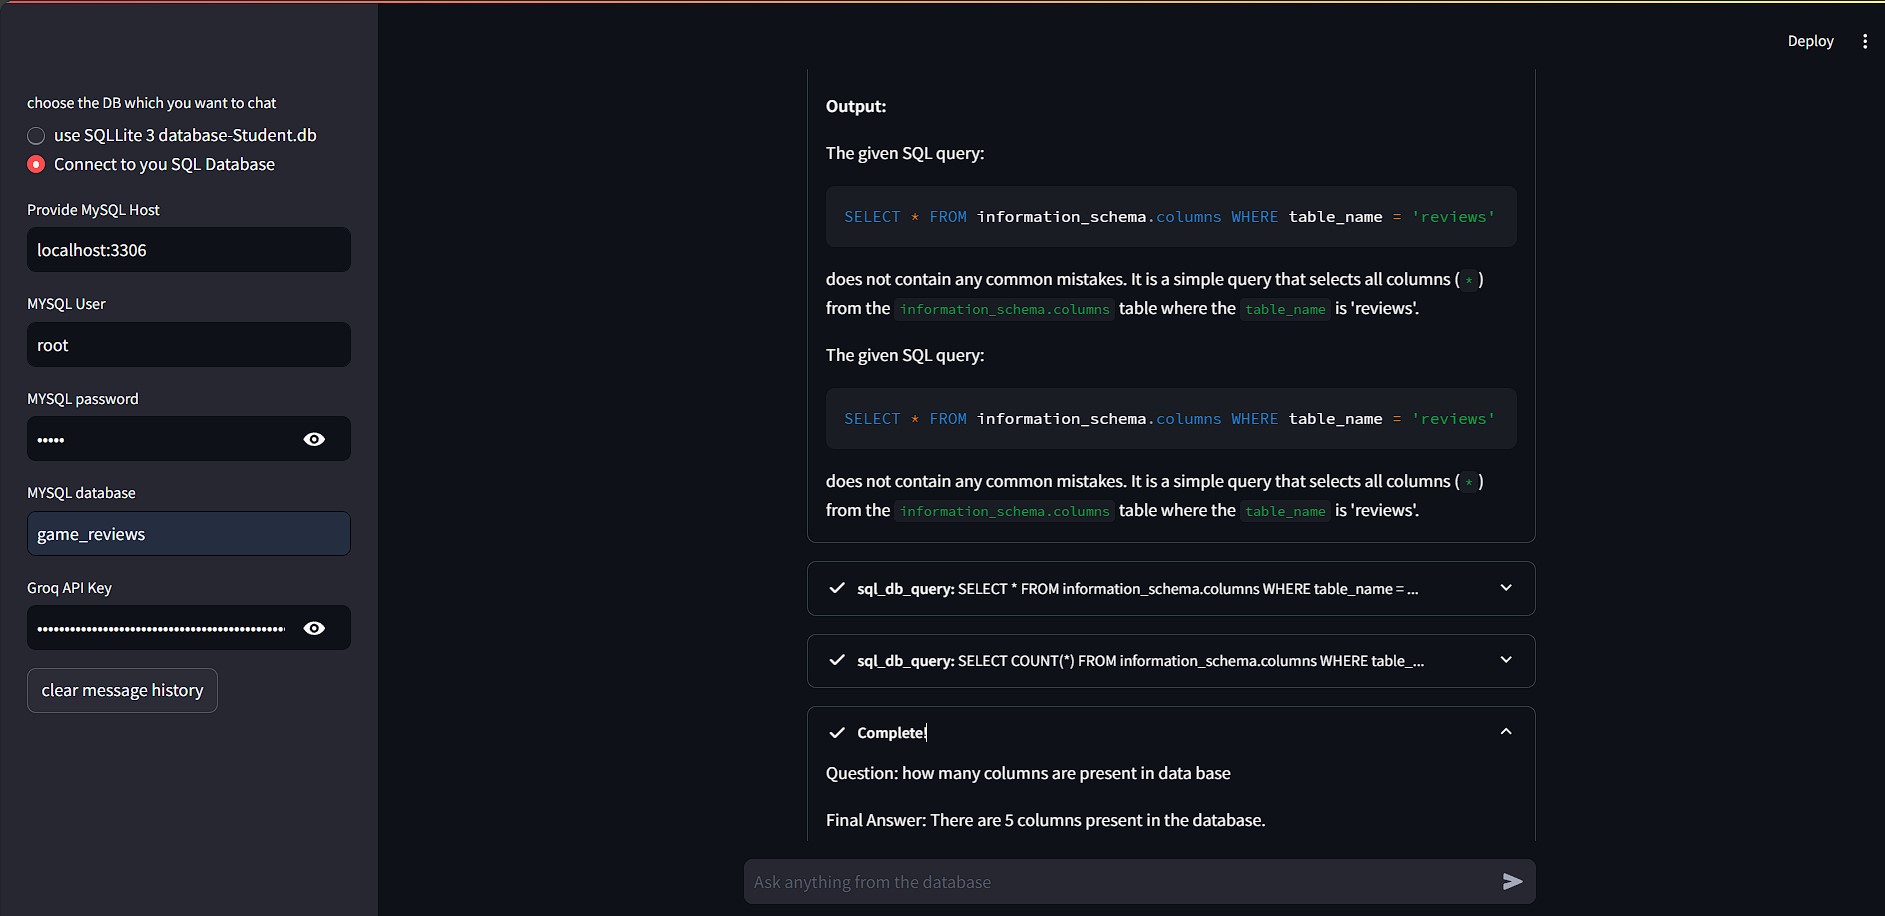 Deploy
choose the DB which you want to chat
use SQLLite 3 database-Student.db
Connect to you SQL Database
Provide MySQL Host
localhost:3306
MYSQL User
root
MYSQL password
•••••
MYSQL database
game_reviews
Groq API Key
clear message history
Output:
The given SQL query:
SELECT * FROM information_schema.columns WHERE table_name = 'reviews'
does not contain any common mistakes. It is a simple query that selects all columns ( * )
from the information_schema.columns table where the table_name is 'reviews'.
The given SQL query:
SELECT * FROM information_schema.columns WHERE table_name = 'reviews'
does not contain any common mistakes. It is a simple query that selects all columns ( * )
from the information_schema.columns table where the table_name is 'reviews'.
sql_db_query: SELECT * FROM information_schema.columns WHERE table_name = ...
sql_db_query: SELECT COUNT(*) FROM information_schema.columns WHERE table_...
Complete!
Question: how many columns are present in data base
Final Answer: There are 5 columns present in the database.
Ask anything from the database